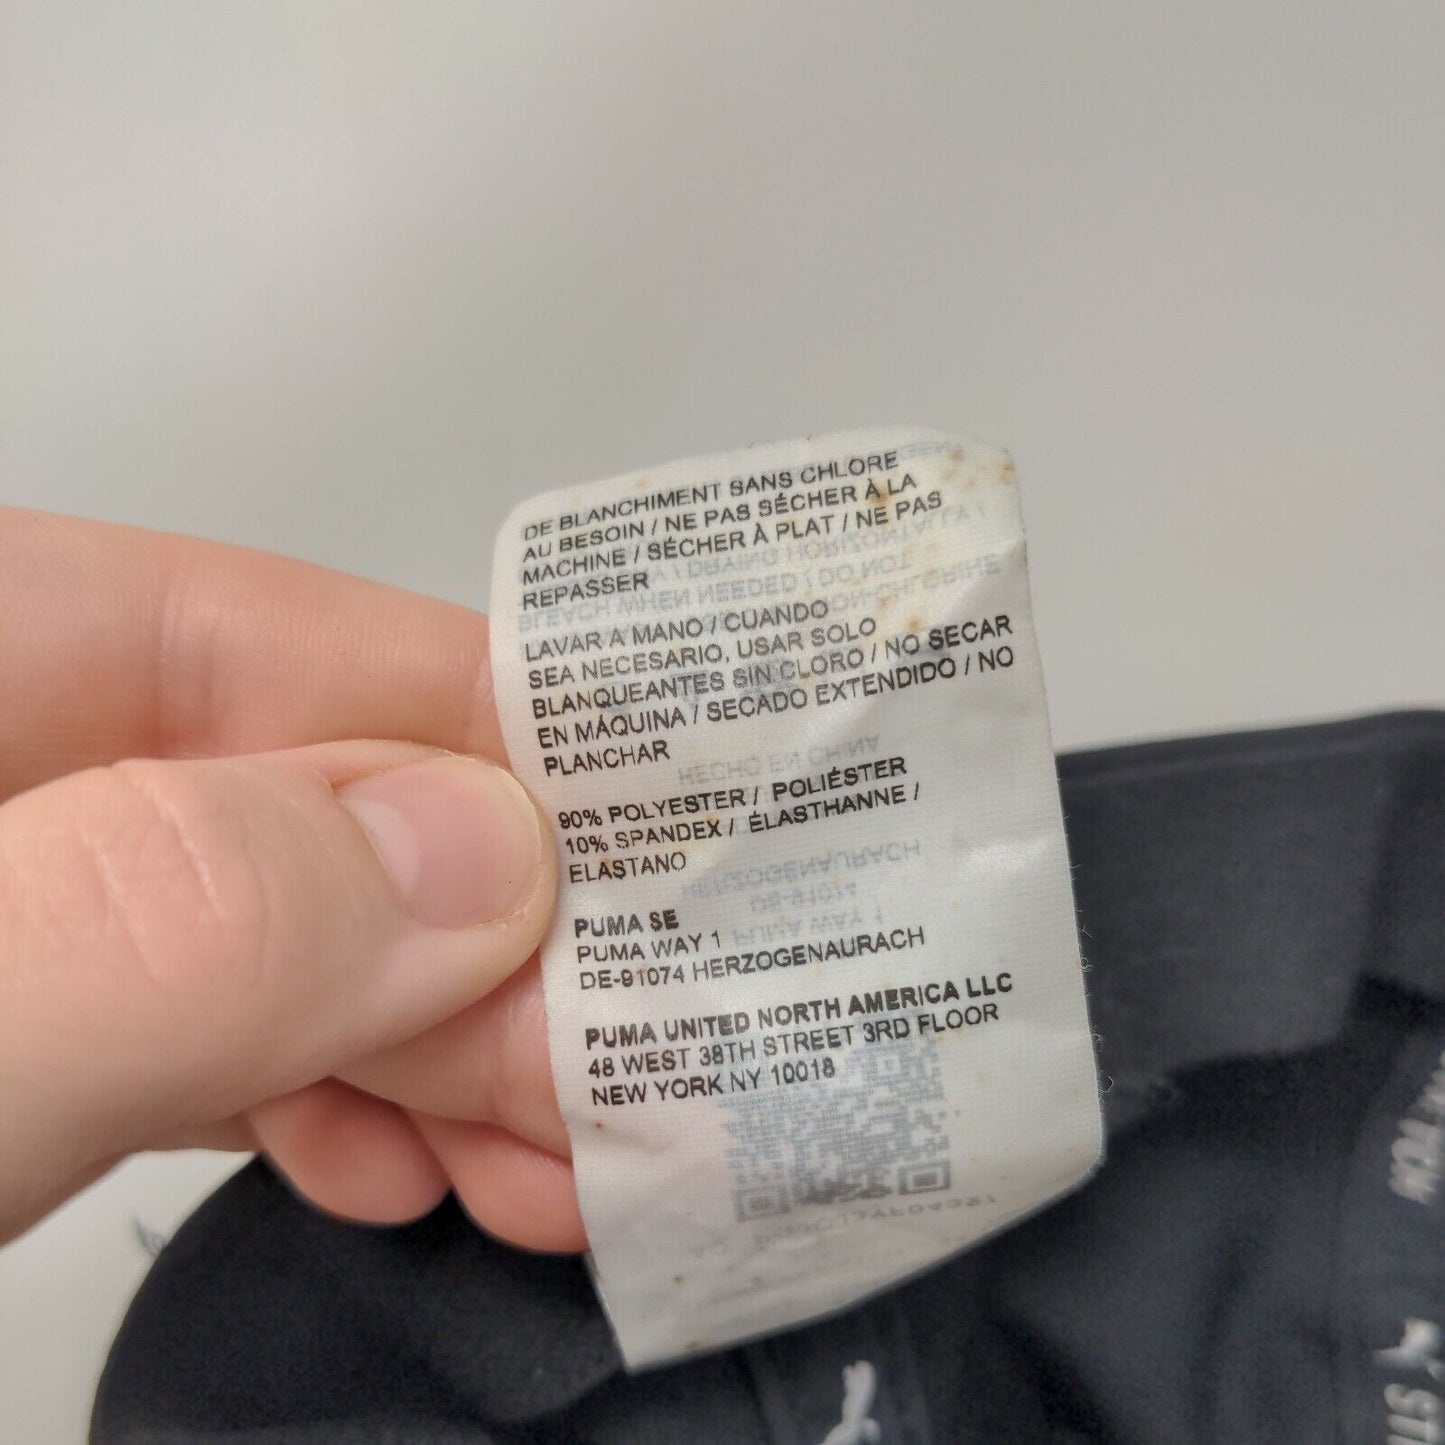 DE BLANCHIMENT SANS CHLORE
AU BESOIN / NE PAS SÉCHER À LA
MACHINE / SÉCHER À PLAT / NE PAS
REPASSER
LAVAR A MANO / CUANDO
SEA NECESARIO, USAR SOLO
BLANQUEANTES SIN CLORO / NO SECAR
EN MÁQUINA / SECADO EXTENDIDO / NO
PLANCHAR
HECHO EN CHINA
90% POLYESTER / POLIÉSTER
10% SPANDEX / ÉLASTHANNE /
ELASTANO
PUMA SE
PUMA WAY 1
DE-91074 HERZOGENAURACH
PUMA UNITED NORTH AMERICA LLC
48 WEST 38TH STREET 3RD FLOOR
NEW YORK NY 10018